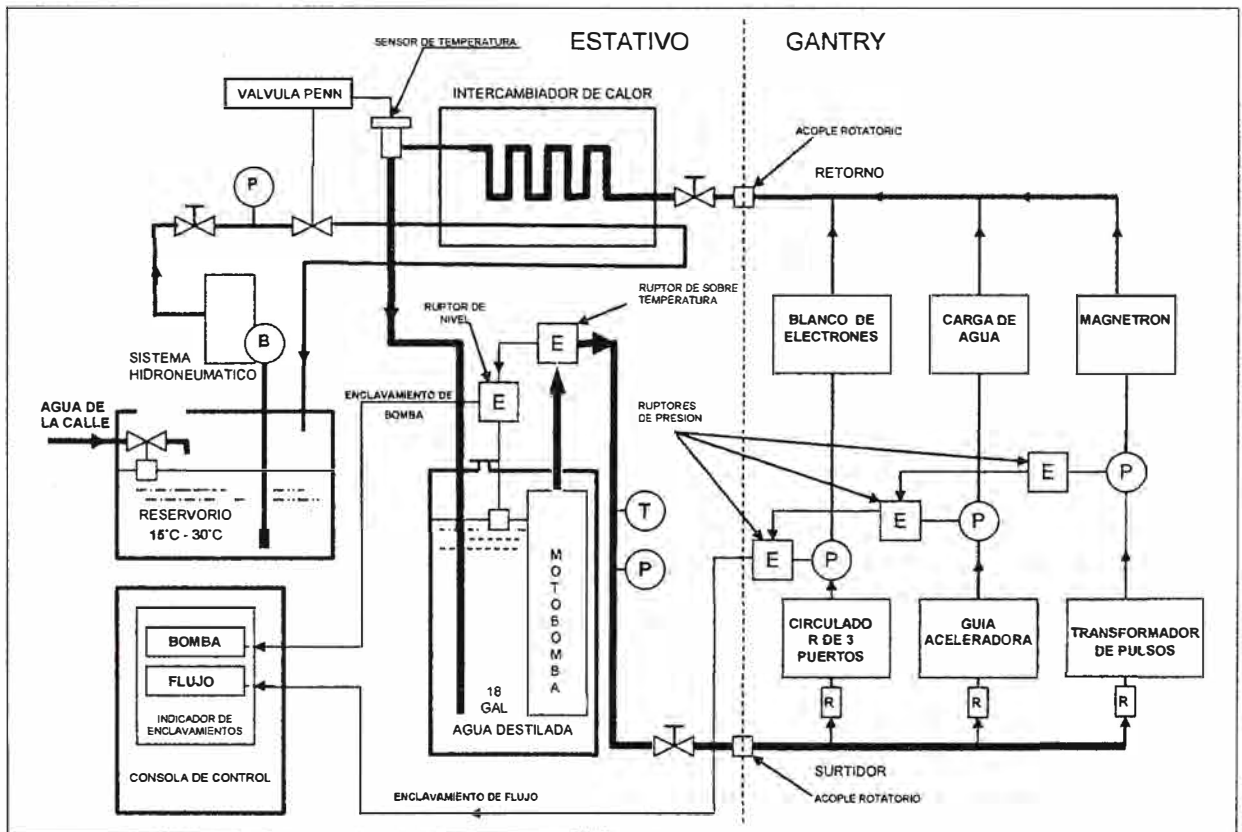 ESTATIVO
GANTRY
SENSOR DE TEMPERATURA
VALVULA PENN
INTERCAMBIADOR DE CALOR
ACOPLE ROTATORIC
RETORNO
P
RUPTOR DE SOBRE
TEMPERATURA
RUPTOR DE
NIVEL
E
E
BLANCO DE
ELECTRONES
CARGA DE
AGUA
MAGNETRON
B
SISTEMA
HIDRONEUMATICO
ENCLAVAMIENTO DE
BOMBA
AGUA DE
LA CALLE
RUPTORES
DE PRESION
E
P
E
P
E
P
RESERVORIO
15°C - 30°C
T
P
MOTOBOMBA
CIRCULADO
R DE 3
PUERTOS
GUIA
ACELERADORA
TRANSFORMADOR
DE PULSOS
BOMBA
FLUJO
INDICADOR DE
ENCLAVAMIENTOS
CONSOLA DE CONTROL
18
GAL
AGUA DESTILADA
R
R
R
SURTIDOR
ACOPLE ROTATORIO
ENCLAVAMIENTO DE FLUJO